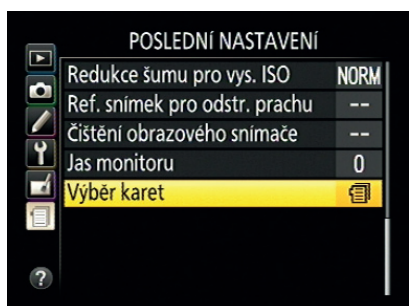 POSLEDNÍ NASTAVENÍ
Redukce šumu pro vys. ISO NORM
Ref. snímek pro odstr. prachu --
Čištění obrazového snímače --
Jas monitoru 0
Výběr karet
?